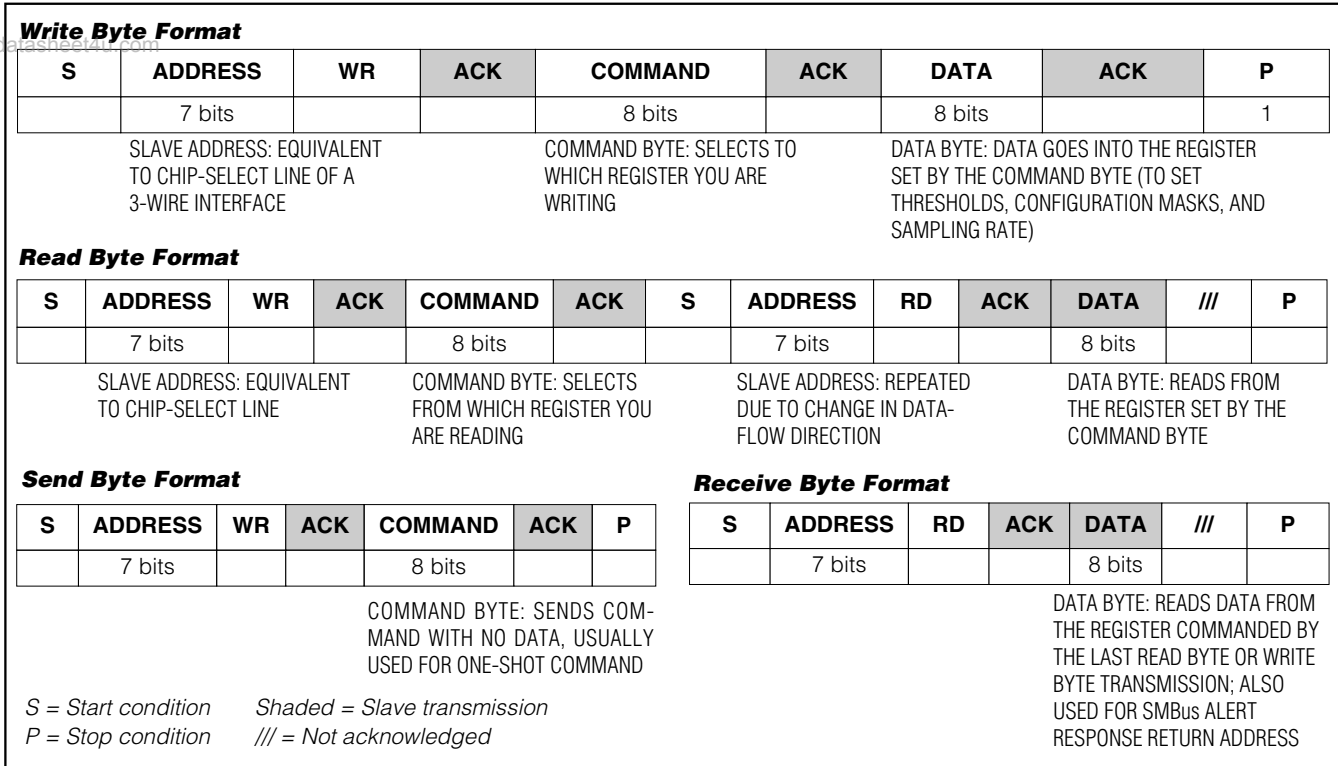 Write Byte Format
datasheet4u.com
S ADDRESS WR ACK COMMAND ACK DATA ACK P
7 bits 8 bits 8 bits 1
SLAVE ADDRESS: EQUIVALENT
TO CHIP-SELECT LINE OF A
3-WIRE INTERFACE
COMMAND BYTE: SELECTS TO
WHICH REGISTER YOU ARE
WRITING
DATA BYTE: DATA GOES INTO THE REGISTER
SET BY THE COMMAND BYTE (TO SET
THRESHOLDS, CONFIGURATION MASKS, AND
SAMPLING RATE)
Read Byte Format
S ADDRESS WR ACK COMMAND ACK S ADDRESS RD ACK DATA /// P
7 bits 8 bits 7 bits 8 bits
SLAVE ADDRESS: EQUIVALENT
TO CHIP-SELECT LINE
COMMAND BYTE: SELECTS
FROM WHICH REGISTER YOU
ARE READING
SLAVE ADDRESS: REPEATED
DUE TO CHANGE IN DATA-
FLOW DIRECTION
DATA BYTE: READS FROM
THE REGISTER SET BY THE
COMMAND BYTE
Send Byte Format
S ADDRESS WR ACK COMMAND ACK P
7 bits 8 bits
COMMAND BYTE: SENDS COM-
MAND WITH NO DATA, USUALLY
USED FOR ONE-SHOT COMMAND
Receive Byte Format
S ADDRESS RD ACK DATA /// P
7 bits 8 bits
DATA BYTE: READS DATA FROM
THE REGISTER COMMANDED BY
THE LAST READ BYTE OR WRITE
BYTE TRANSMISSION; ALSO
USED FOR SMBus ALERT
RESPONSE RETURN ADDRESS
S = Start condition Shaded = Slave transmission
P = Stop condition /// = Not acknowledged